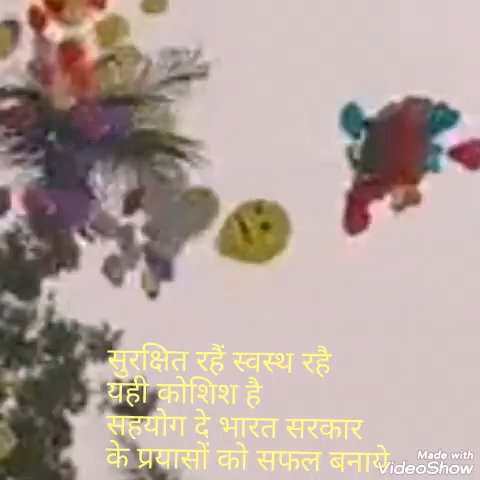 सुरक्षित रहैं स्वस्थ रहै
यही कोशिश है
सहयोग दे भारत सरकार
के प्रयासों को सफल बनाये
Made with
VideoShow